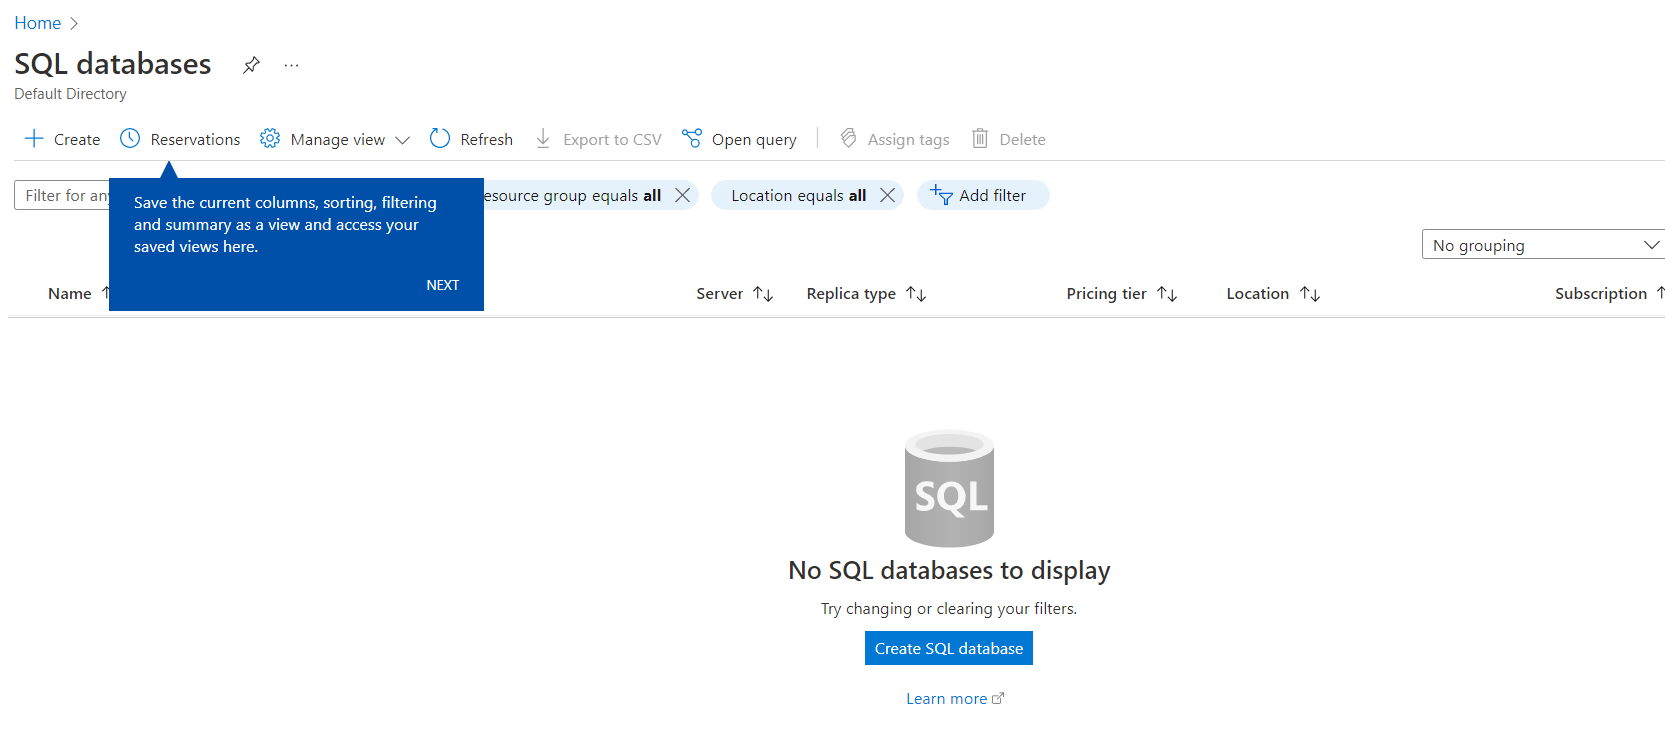 Home
SQL databases
Default Directory
Create Reservations Manage view Refresh Export to CSV Open query Assign tags Delete
Filter for any esource group equals all Location equals all Add filter
Save the current columns, sorting, filtering
and summary as a view and access your
saved views here.
NEXT
No grouping
Name Server Replica type Pricing tier Location Subscription
SQL
No SQL databases to display
Try changing or clearing your filters.
Create SQL database
Learn more